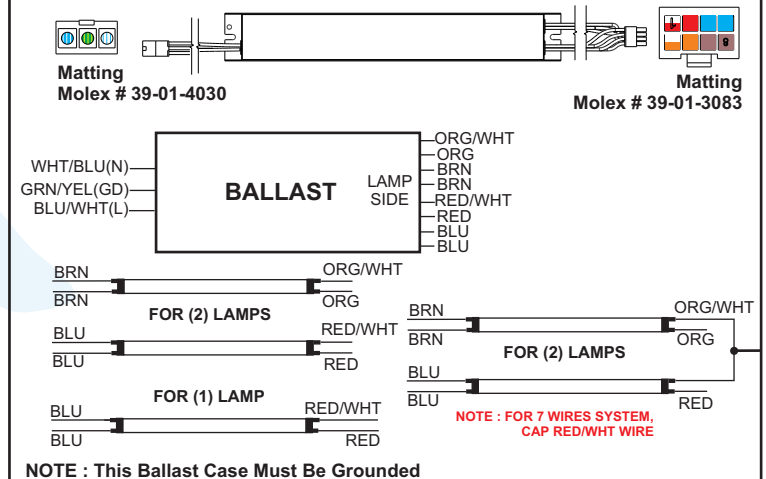 Matting
Molex # 39-01-4030
Matting
Molex # 39-01-3083
WHT/BLU(N)
GRN/YEL(GD)
BLU/WHT(L)
BALLAST
LAMP
SIDE
ORG/WHT
ORG
BRN
BRN
RED/WHT
RED
BLU
BLU
BRN
ORG/WHT
BRN
ORG
FOR (2) LAMPS
BLU
RED/WHT
BLU
RED
FOR (1) LAMP
BLU
RED/WHT
BLU
RED
BRN
ORG/WHT
BRN
ORG
FOR (2) LAMPS
BLU
BLU
RED
NOTE : FOR 7 WIRES SYSTEM,
CAP RED/WHT WIRE
NOTE : This Ballast Case Must Be Grounded